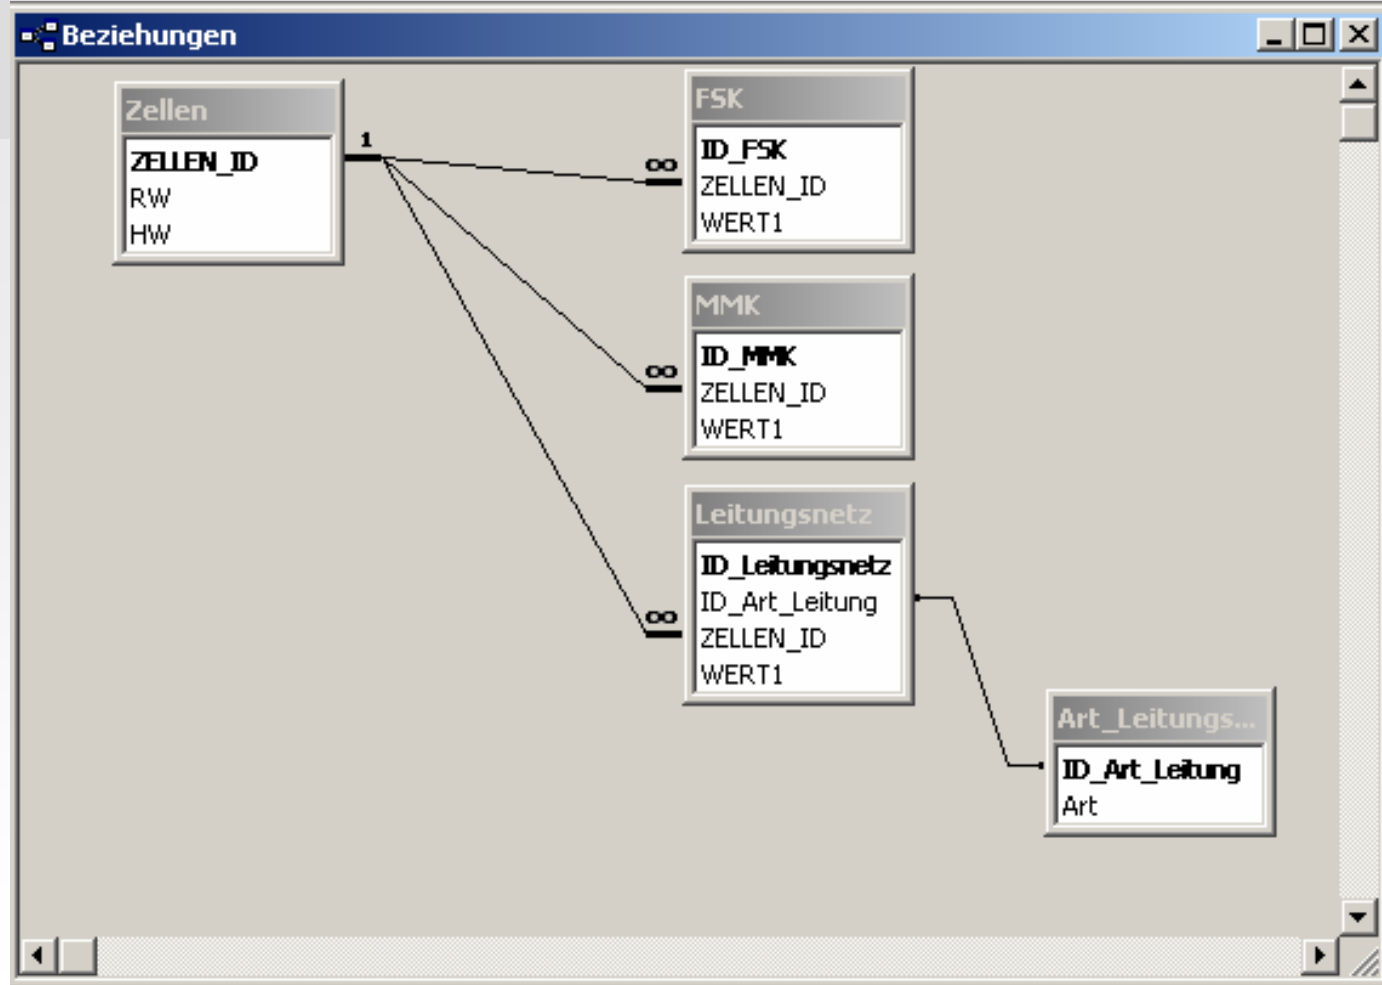 Beziehungen
Zellen
ZELLEN_ID
RW
HW
1
∞
FSK
ID_FSK
ZELLEN_ID
WERT1
∞
MMK
ID_MMK
ZELLEN_ID
WERT1
∞
Leitungsnetz
ID_Leitungsnetz
ID_Art_Leitung
ZELLEN_ID
WERT1
Art_Leitungs...
ID_Art_Leitung
Art